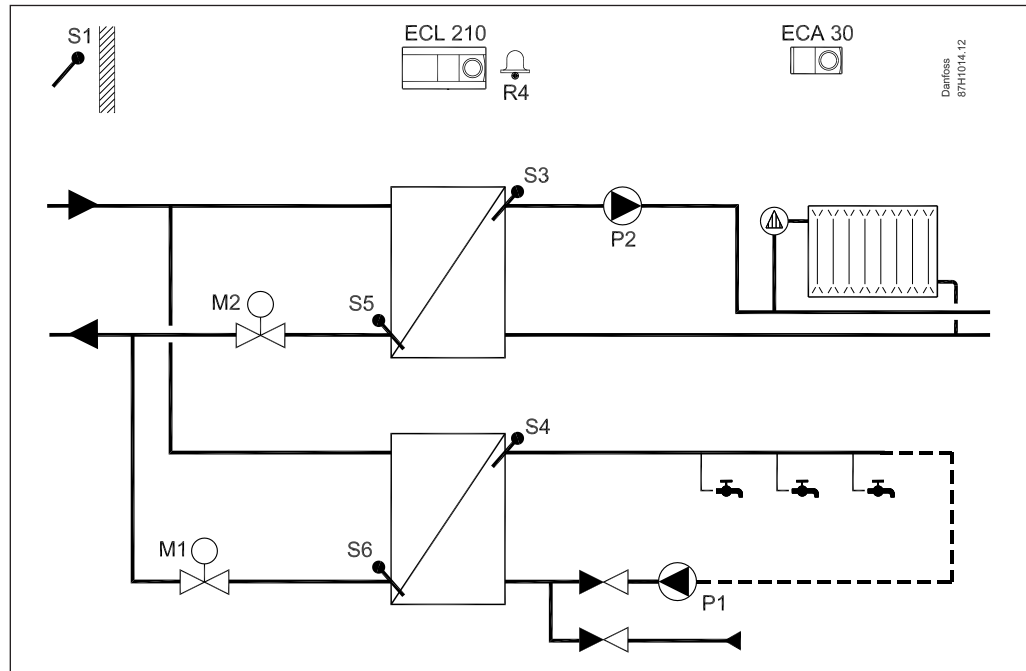 S1
ECL 210
R4
ECA 30
Danfoss
87H1014.12
S3
P2
M2
S5
S4
M1
S6
P1